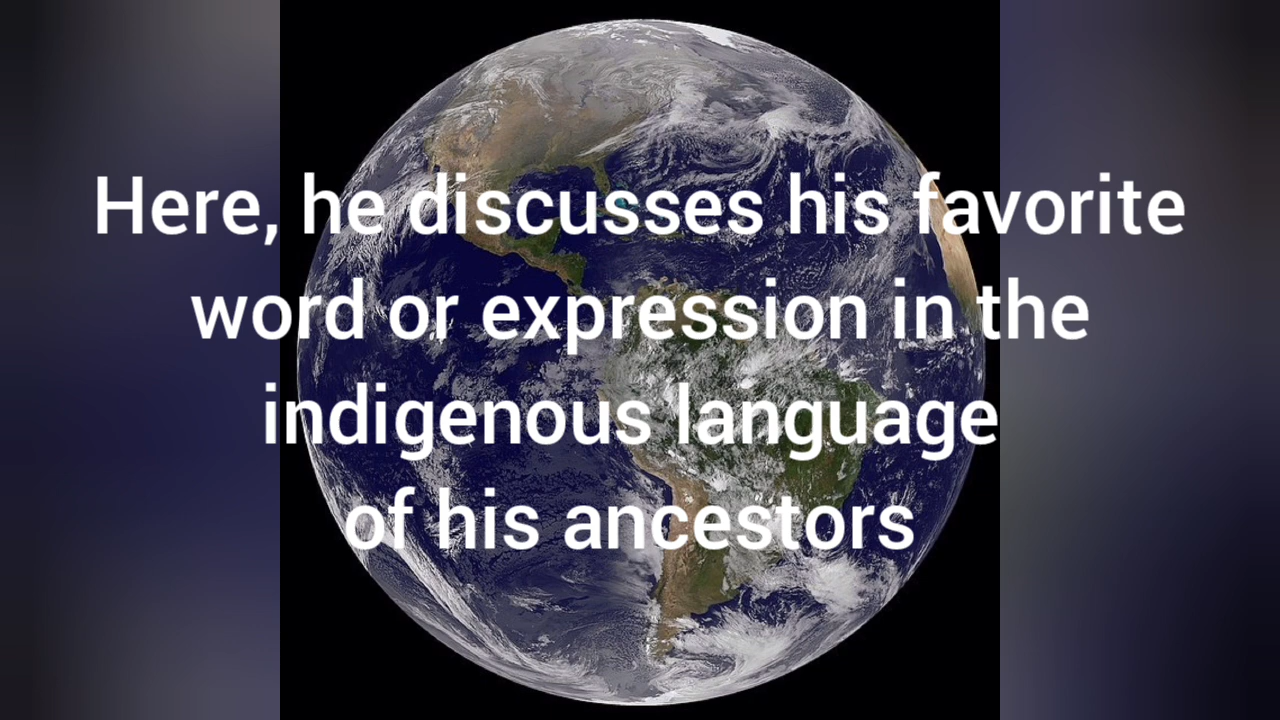 Here, he discusses his favorite
word or expression in the
indigenous language
of his ancestors